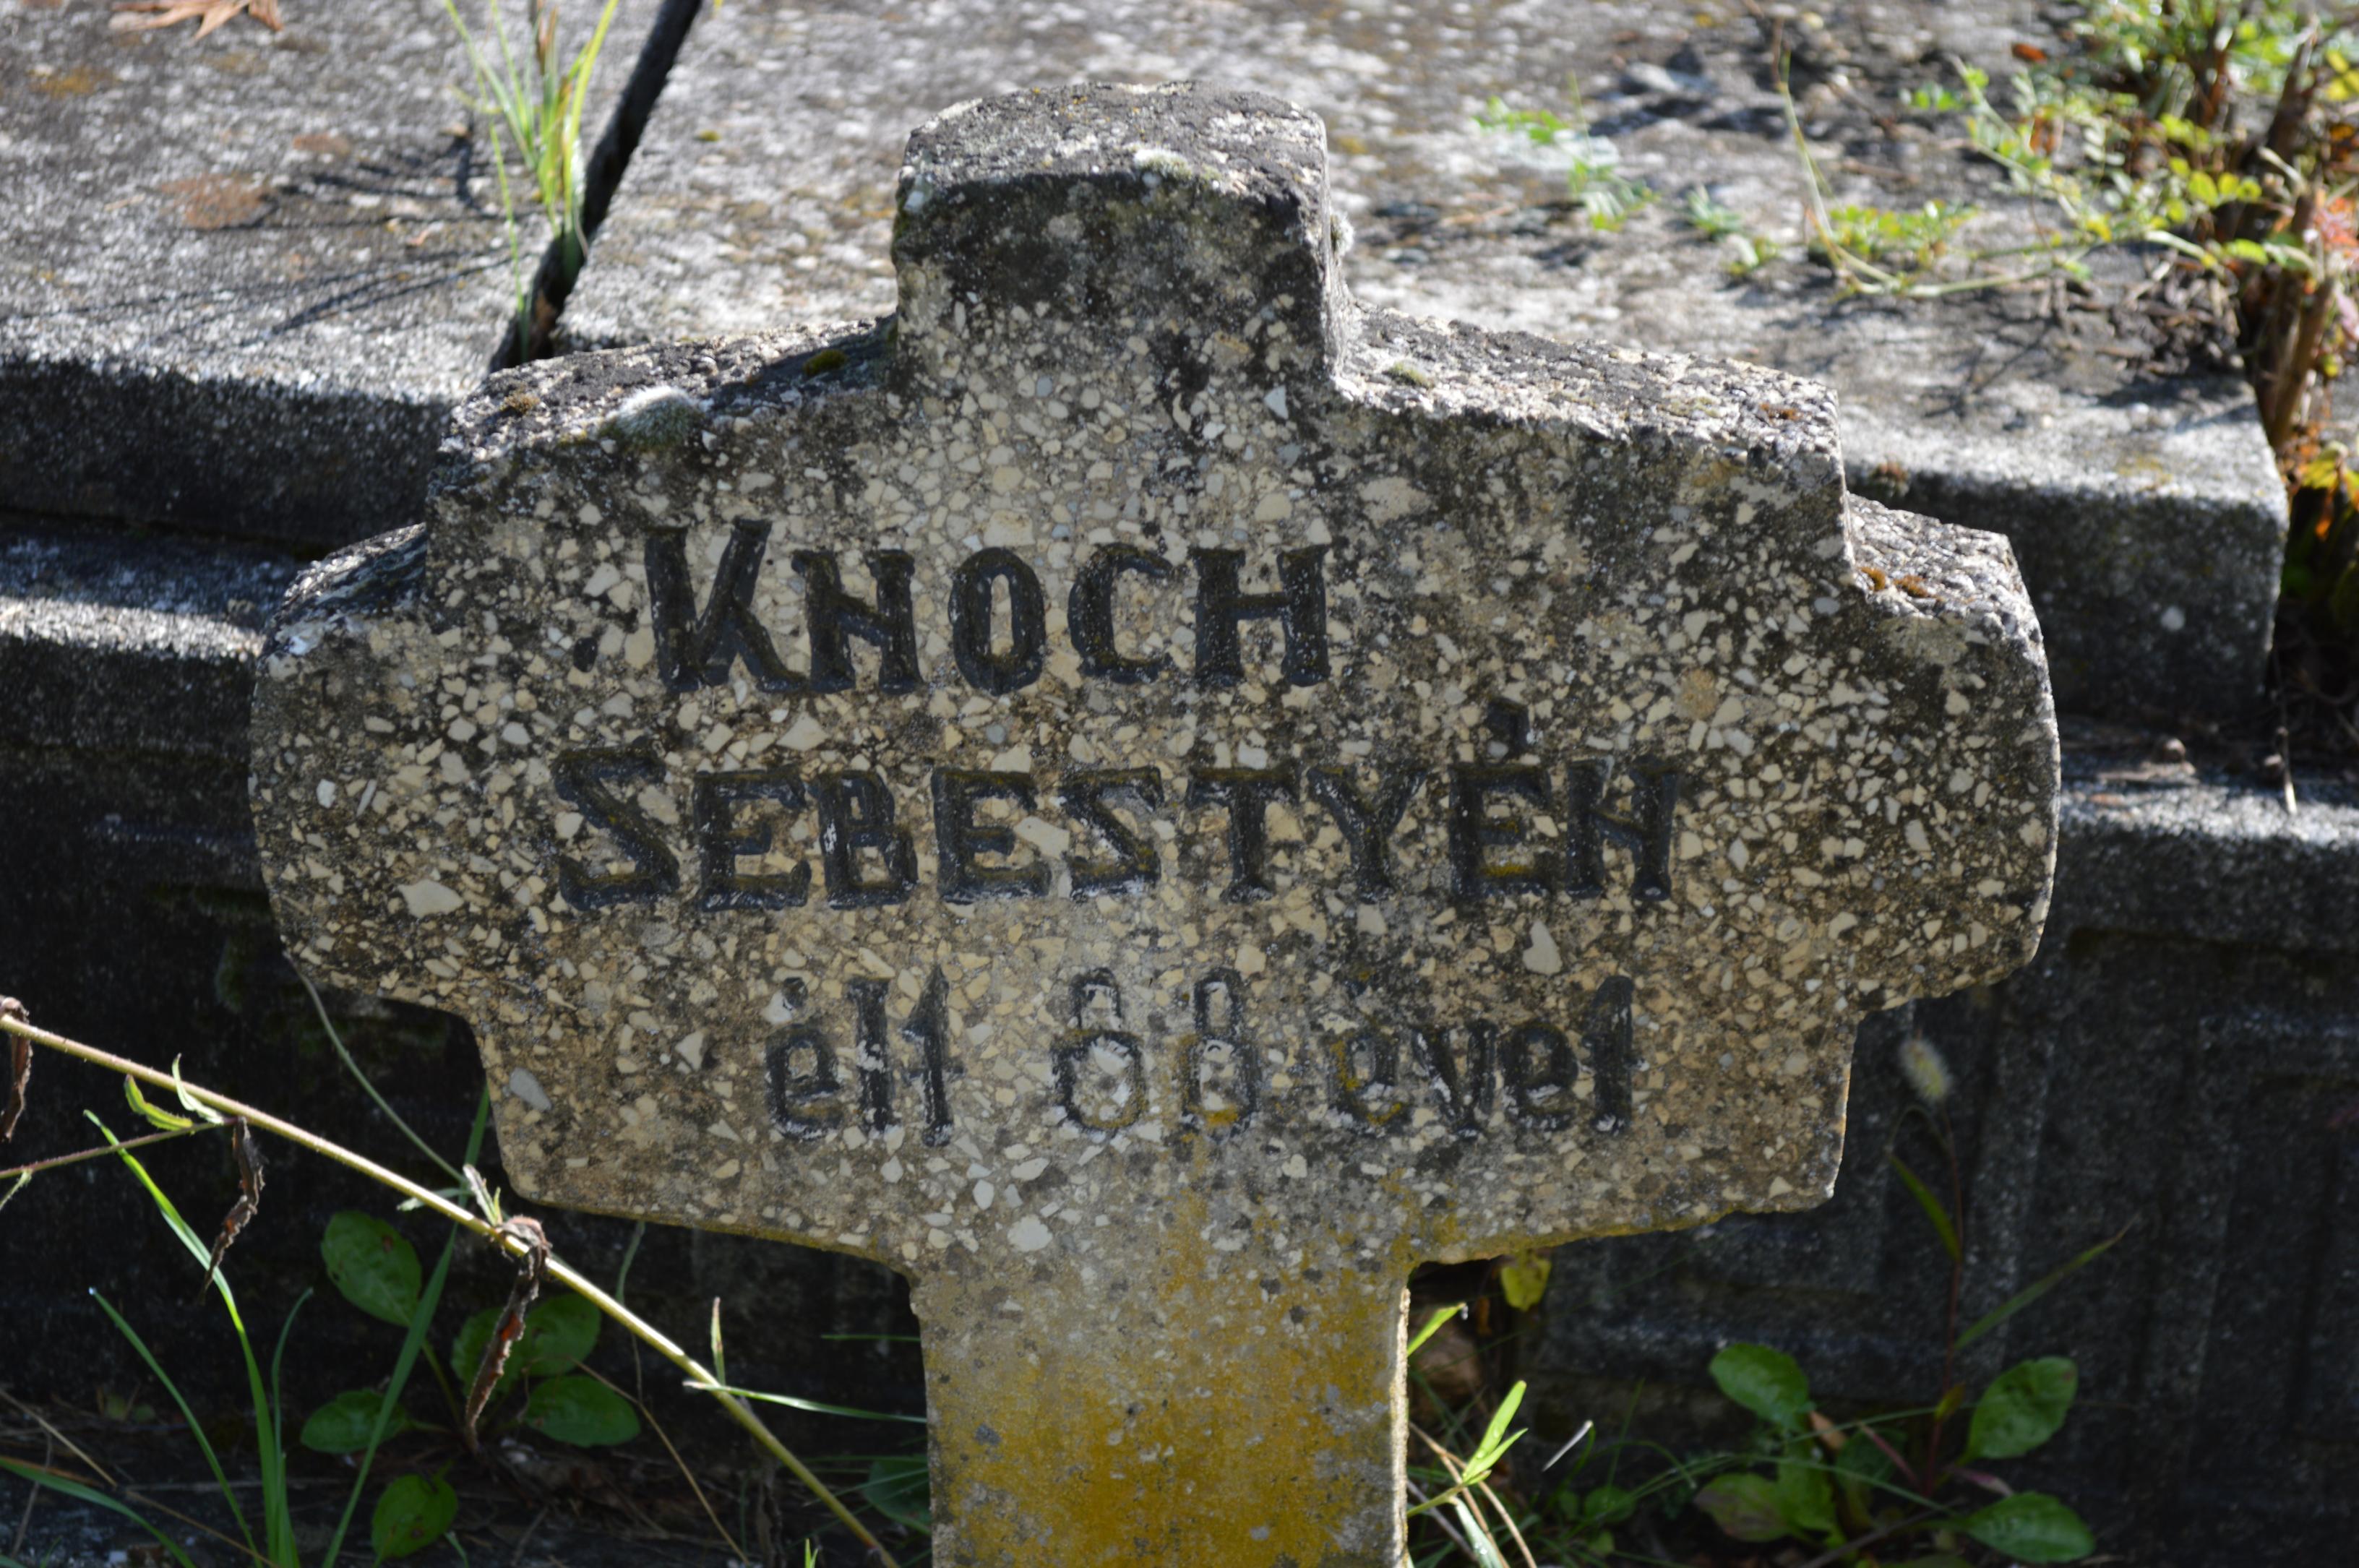 KNOCH
SEBESTYÉN
élt 88 évet